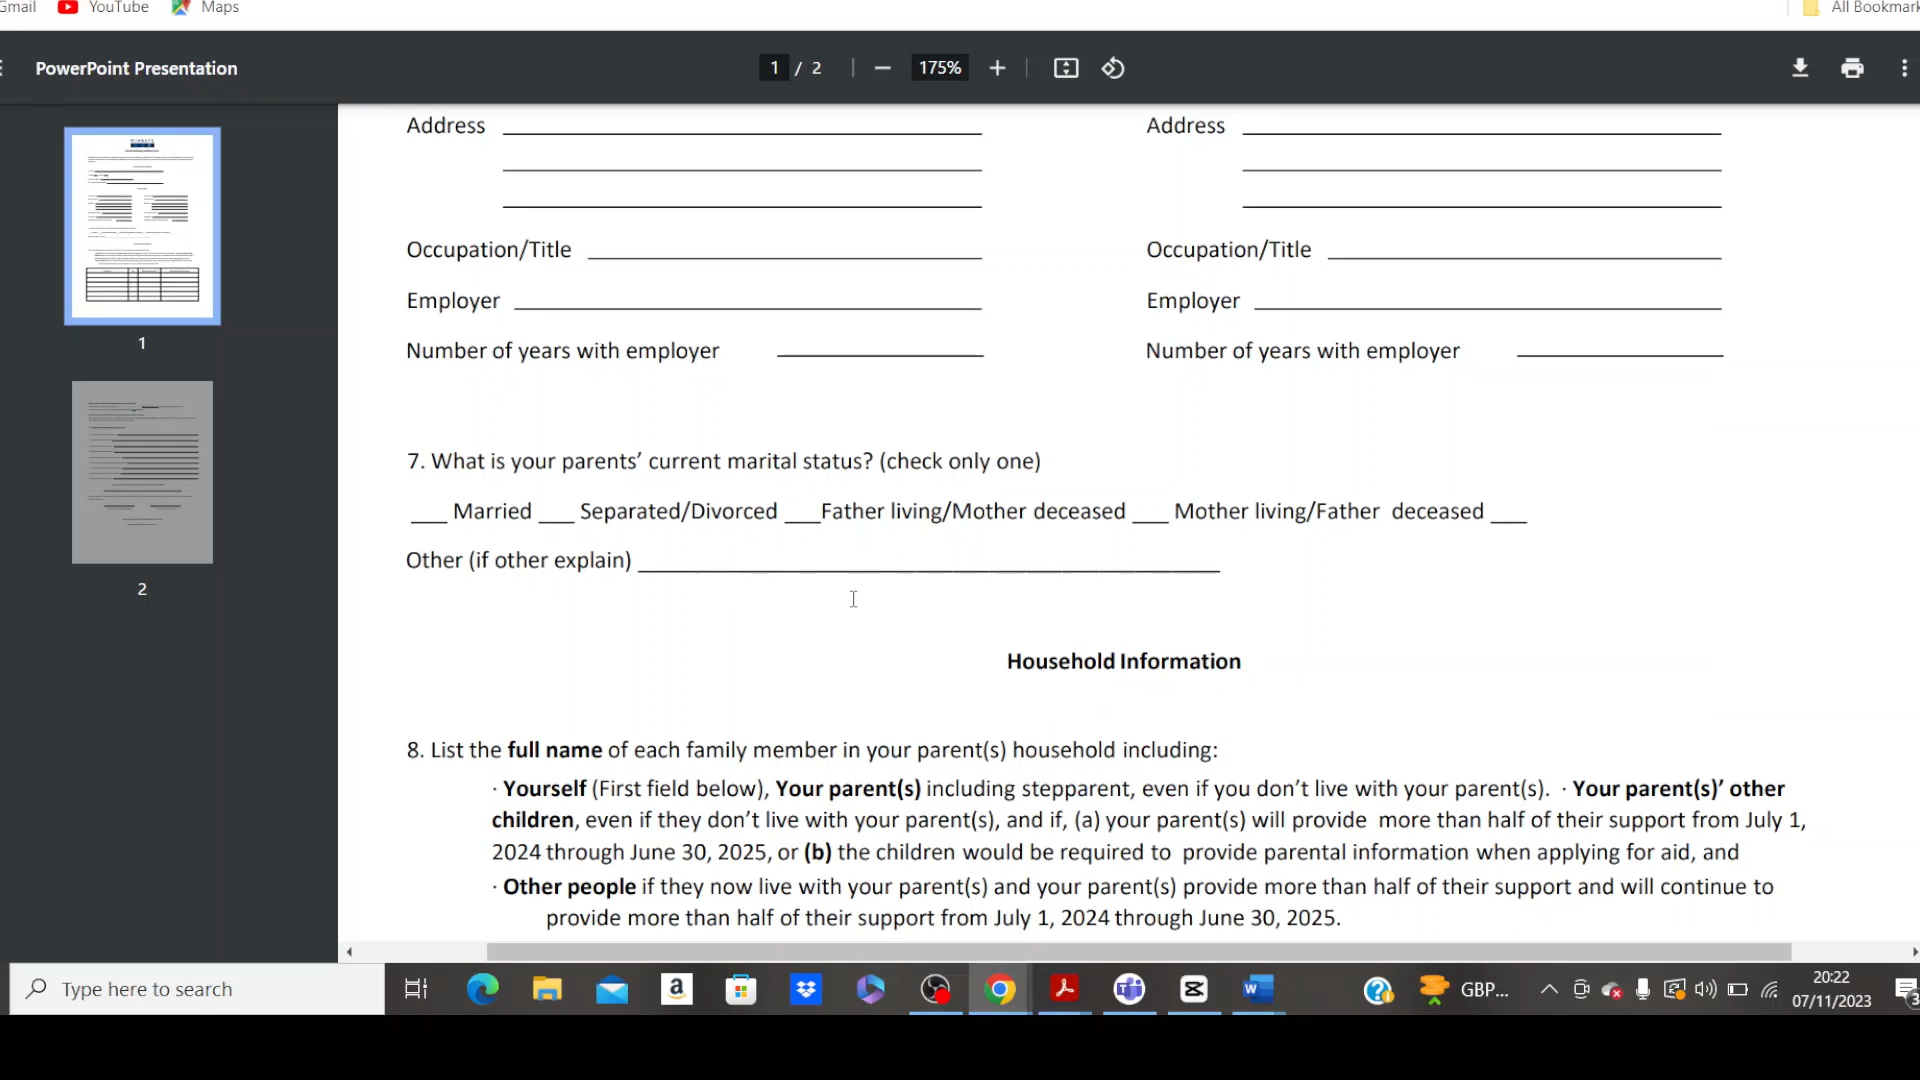 Gmail YouTube Maps All Bookmark
PowerPoint Presentation 1 / 2 175%
Address Address
Occupation/Title Occupation/Title
Employer Employer
Number of years with employer Number of years with employer
7. What is your parents’ current marital status? (check only one)
___ Married ___ Separated/Divorced ___Father living/Mother deceased ___ Mother living/Father deceased ___
Other (if other explain)
Household Information
8. List the full name of each family member in your parent(s) household including:
· Yourself (First field below), Your parent(s) including stepparent, even if you don’t live with your parent(s). · Your parent(s)’ other
children, even if they don’t live with your parent(s), and if, (a) your parent(s) will provide more than half of their support from July 1,
2024 through June 30, 2025, or (b) the children would be required to provide parental information when applying for aid, and
· Other people if they now live with your parent(s) and your parent(s) provide more than half of their support and will continue to
provide more than half of their support from July 1, 2024 through June 30, 2025.
1
2
Type here to search
GBP...
20:22
07/11/2023
3